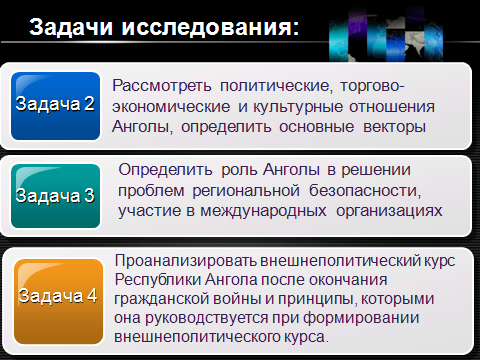 Задачи исследования:
Задача 2
Рассмотреть политические, торгово-
экономические и культурные отношения
Анголы, определить основные векторы
Задача 3
Определить роль Анголы в решении
проблем региональной безопасности,
участие в международных организациях
Задача 4
Проанализировать внешнеполитический курс
Республики Ангола после окончания
гражданской войны и принципы, которыми
она руководствуется при формировании
внешнеполитического курса.